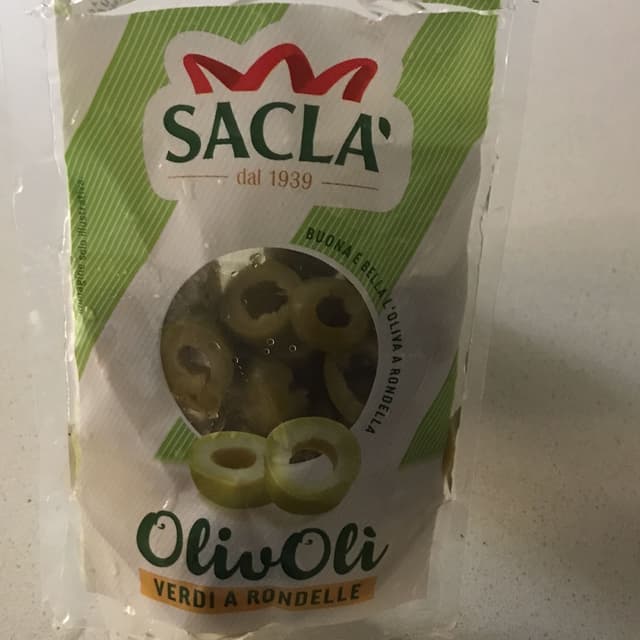 SACLA'
dal 1939
BUONA E BELLA L'OLIVA A RONDELLA
OlivOlì
VERDI A RONDELLE